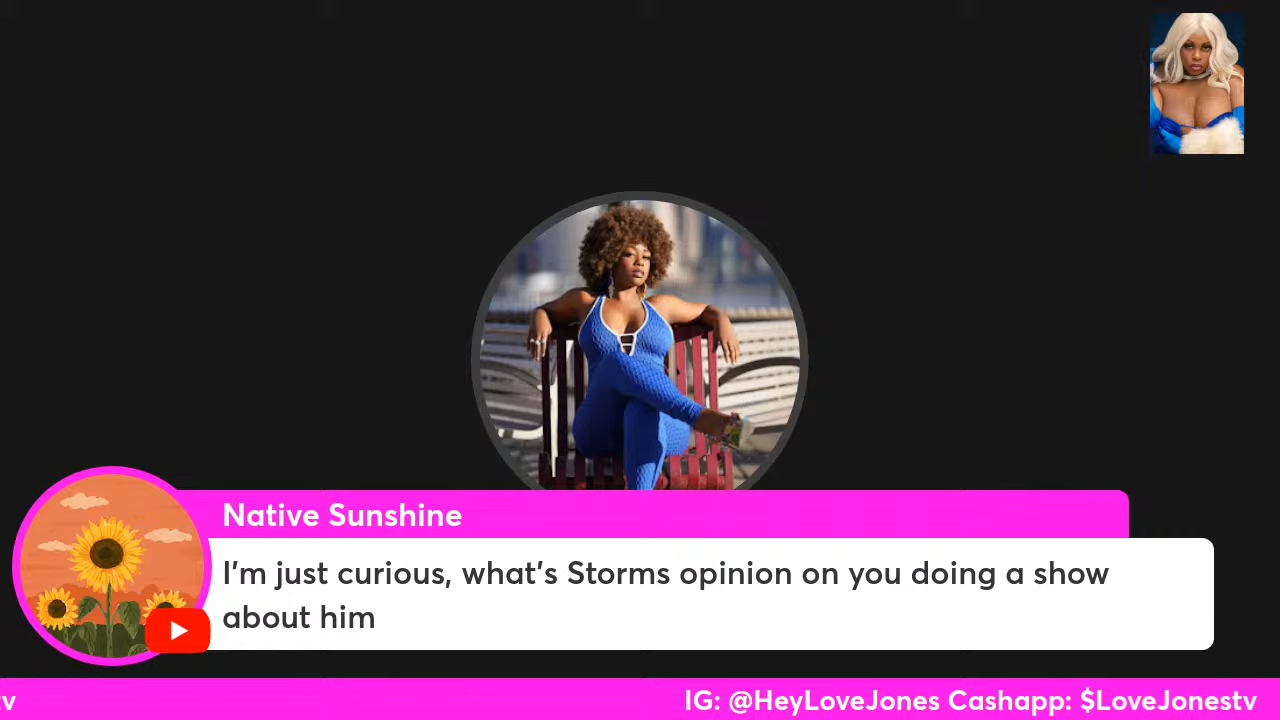 Native Sunshine
I'm just curious, what's Storms opinion on you doing a show
about him
IG: @HeyLoveJones Cashapp: $LoveJonestv